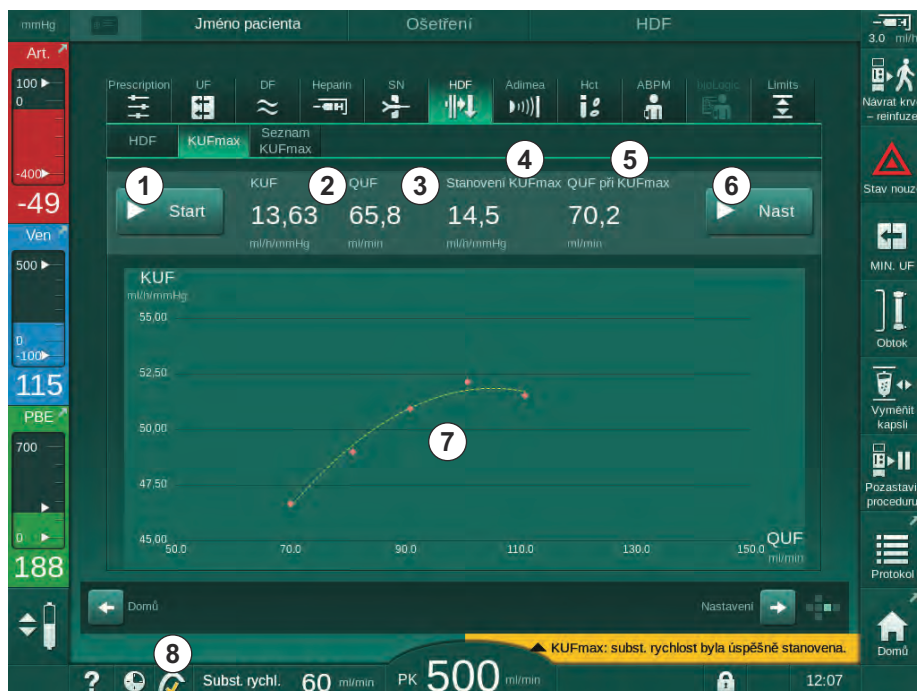 mmHg
Jméno pacienta
Ošetření
HDF
3.0 ml/h
Art.
100
0
-400
-49
Ven
500
0
-100
115
PBE
700
0
188
Prescription
UF
DF
Heparin
SN
HDF
Adimea
Hct
ABPM
bioLogic
Limits
HDF
KUFmax
Seznam
KUFmax
1
Start
KUF
2
13,63
ml/h/mmHg
QUF
3
65,8
ml/min
4
Stanovení KUFmax
14,5
ml/h/mmHg
5
QUF při KUFmax
70,2
ml/min
6
Nast
KUF
ml/h/mmHg
55,00
52,50
50,00
47,50
45,00
7
50.0
70.0
90.0
110.0
130.0
150.0
QUF
ml/min
Domů
Nastavení
KUFmax: subst. rychlost byla úspěšně stanovena.
8
?
Subst. rychl.
60 ml/min
PK 500 ml/min
12:07
Návrat krve
– reinfuze
Stav nouze
MIN. UF
Obtok
Vyměnit
kapsli
Pozastavi
proceduru
Protokol
Domů